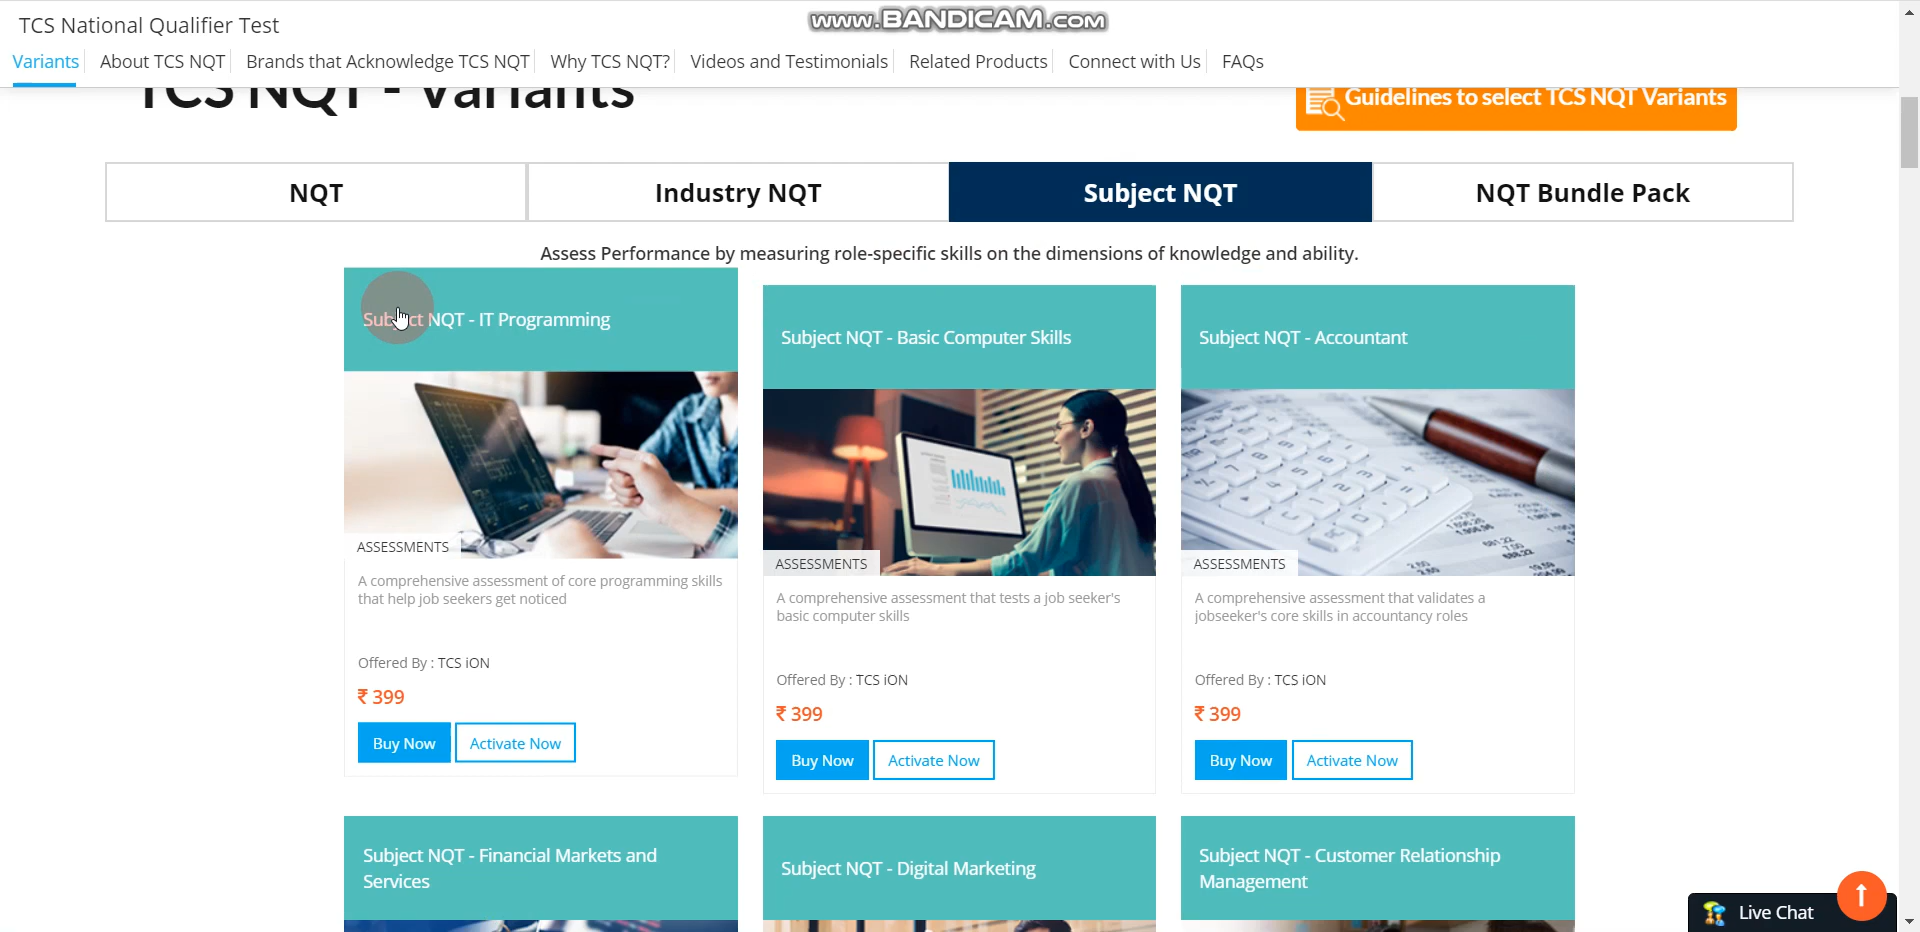 TCS National Qualifier Test
www.BANDICAM.com
Variants
About TCS NQT
Brands that Acknowledge TCS NQT
Why TCS NQT?
Videos and Testimonials
Related Products
Connect with Us
FAQs
TCS NQT - Variants
Guidelines to select TCS NQT Variants
NQT
Industry NQT
Subject NQT
NQT Bundle Pack
Assess Performance by measuring role-specific skills on the dimensions of knowledge and ability.
Subject NQT - IT Programming
ASSESSMENTS
A comprehensive assessment of core programming skills
that help job seekers get noticed
Offered By : TCS iON
₹ 399
Buy Now
Activate Now
Subject NQT - Basic Computer Skills
ASSESSMENTS
A comprehensive assessment that tests a job seeker's
basic computer skills
Offered By : TCS iON
₹ 399
Buy Now
Activate Now
Subject NQT - Accountant
ASSESSMENTS
A comprehensive assessment that validates a
jobseeker's core skills in accountancy roles
Offered By : TCS iON
₹ 399
Buy Now
Activate Now
Subject NQT - Financial Markets and
Services
Subject NQT - Digital Marketing
Subject NQT - Customer Relationship
Management
Live Chat